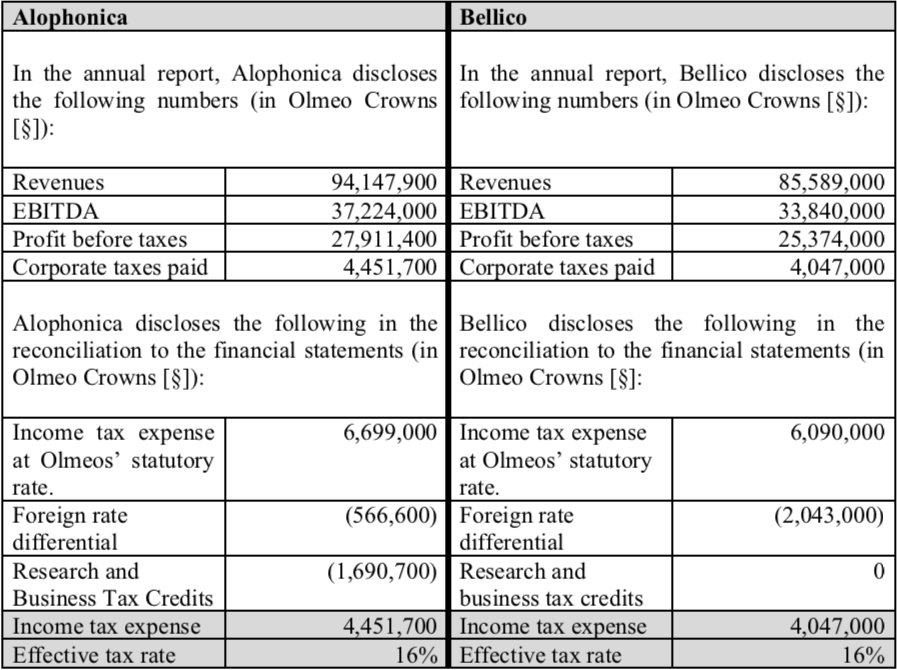 Alophonica
Bellico
In the annual report, Alophonica discloses
the following numbers (in Olmeo Crowns
[§]):
In the annual report, Bellico discloses the
following numbers (in Olmeo Crowns [§]):
Revenues 94,147,900 Revenues 85,589,000
EBITDA 37,224,000 EBITDA 33,840,000
Profit before taxes 27,911,400 Profit before taxes 25,374,000
Corporate taxes paid 4,451,700 Corporate taxes paid 4,047,000
Alophonica discloses the following in the
reconciliation to the financial statements (in
Olmeo Crowns [§]):
Bellico discloses the following in the
reconciliation to the financial statements (in
Olmeo Crowns [§]:
Income tax expense 6,699,000 Income tax expense 6,090,000
at Olmeos’ statutory at Olmeos’ statutory
rate. rate.
Foreign rate (566,600) Foreign rate (2,043,000)
differential differential
Research and (1,690,700) Research and 0
Business Tax Credits business tax credits
Income tax expense 4,451,700 Income tax expense 4,047,000
Effective tax rate 16% Effective tax rate 16%